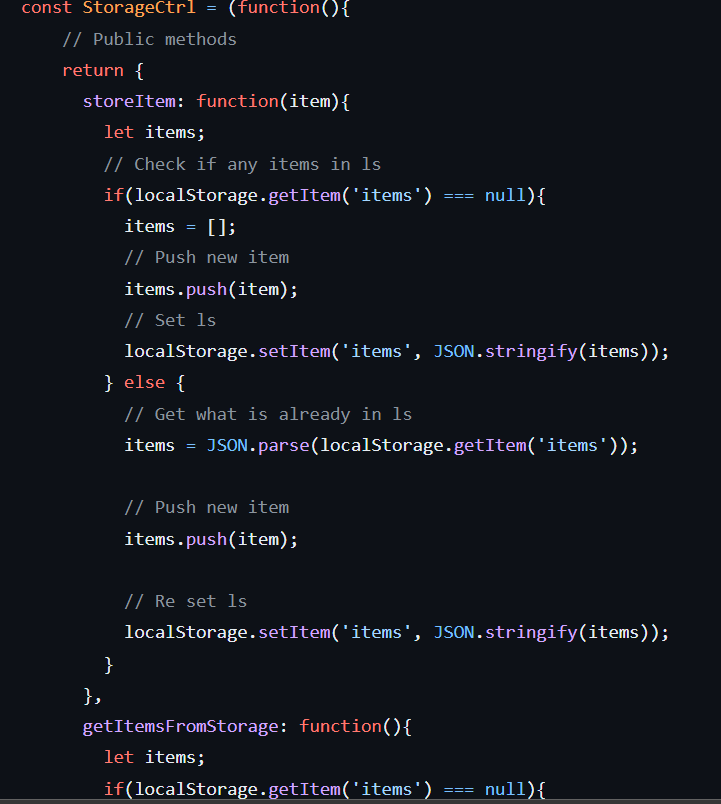 const StorageCtrl = (function(){
// Public methods
return {
storeItem: function(item){
let items;
// Check if any items in ls
if(localStorage.getItem('items') === null){
items = [];
// Push new item
items.push(item);
// Set ls
localStorage.setItem('items', JSON.stringify(items));
} else {
// Get what is already in ls
items = JSON.parse(localStorage.getItem('items'));
// Push new item
items.push(item);
// Re set ls
localStorage.setItem('items', JSON.stringify(items));
}
},
getItemsFromStorage: function(){
let items;
if(localStorage.getItem('items') === null){